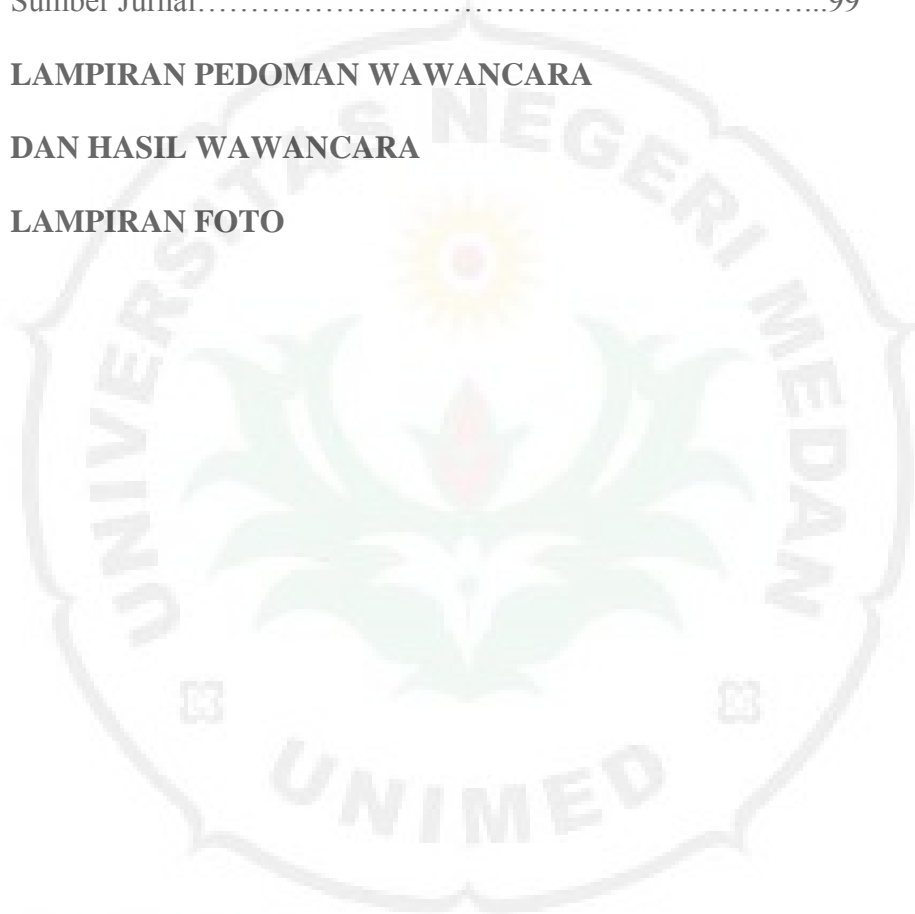 Sumber Jurnal…………………………………………………...99
LAMPIRAN PEDOMAN WAWANCARA
DAN HASIL WAWANCARA
LAMPIRAN FOTO
UNIVERSITAS NEGERI MEDAN
UNIMED